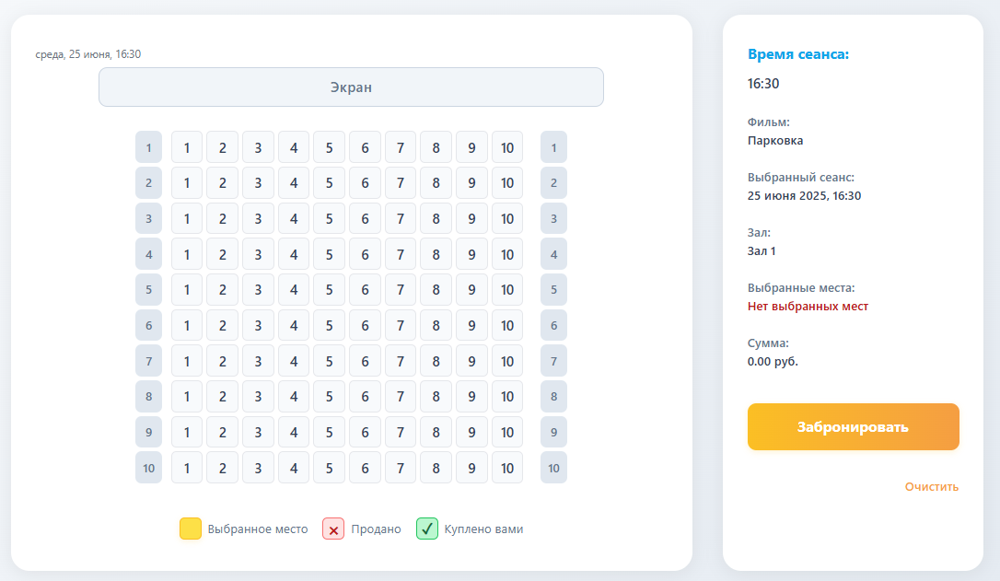 среда, 25 июня, 16:30
Экран
1 1 2 3 4 5 6 7 8 9 10 1
2 1 2 3 4 5 6 7 8 9 10 2
3 1 2 3 4 5 6 7 8 9 10 3
4 1 2 3 4 5 6 7 8 9 10 4
5 1 2 3 4 5 6 7 8 9 10 5
6 1 2 3 4 5 6 7 8 9 10 6
7 1 2 3 4 5 6 7 8 9 10 7
8 1 2 3 4 5 6 7 8 9 10 8
9 1 2 3 4 5 6 7 8 9 10 9
10 1 2 3 4 5 6 7 8 9 10 10
Выбранное место Продано Куплено вами
Время сеанса:
16:30
Фильм:
Парковка
Выбранный сеанс:
25 июня 2025, 16:30
Зал:
Зал 1
Выбранные места:
Нет выбранных мест
Сумма:
0.00 руб.
Забронировать
Очистить